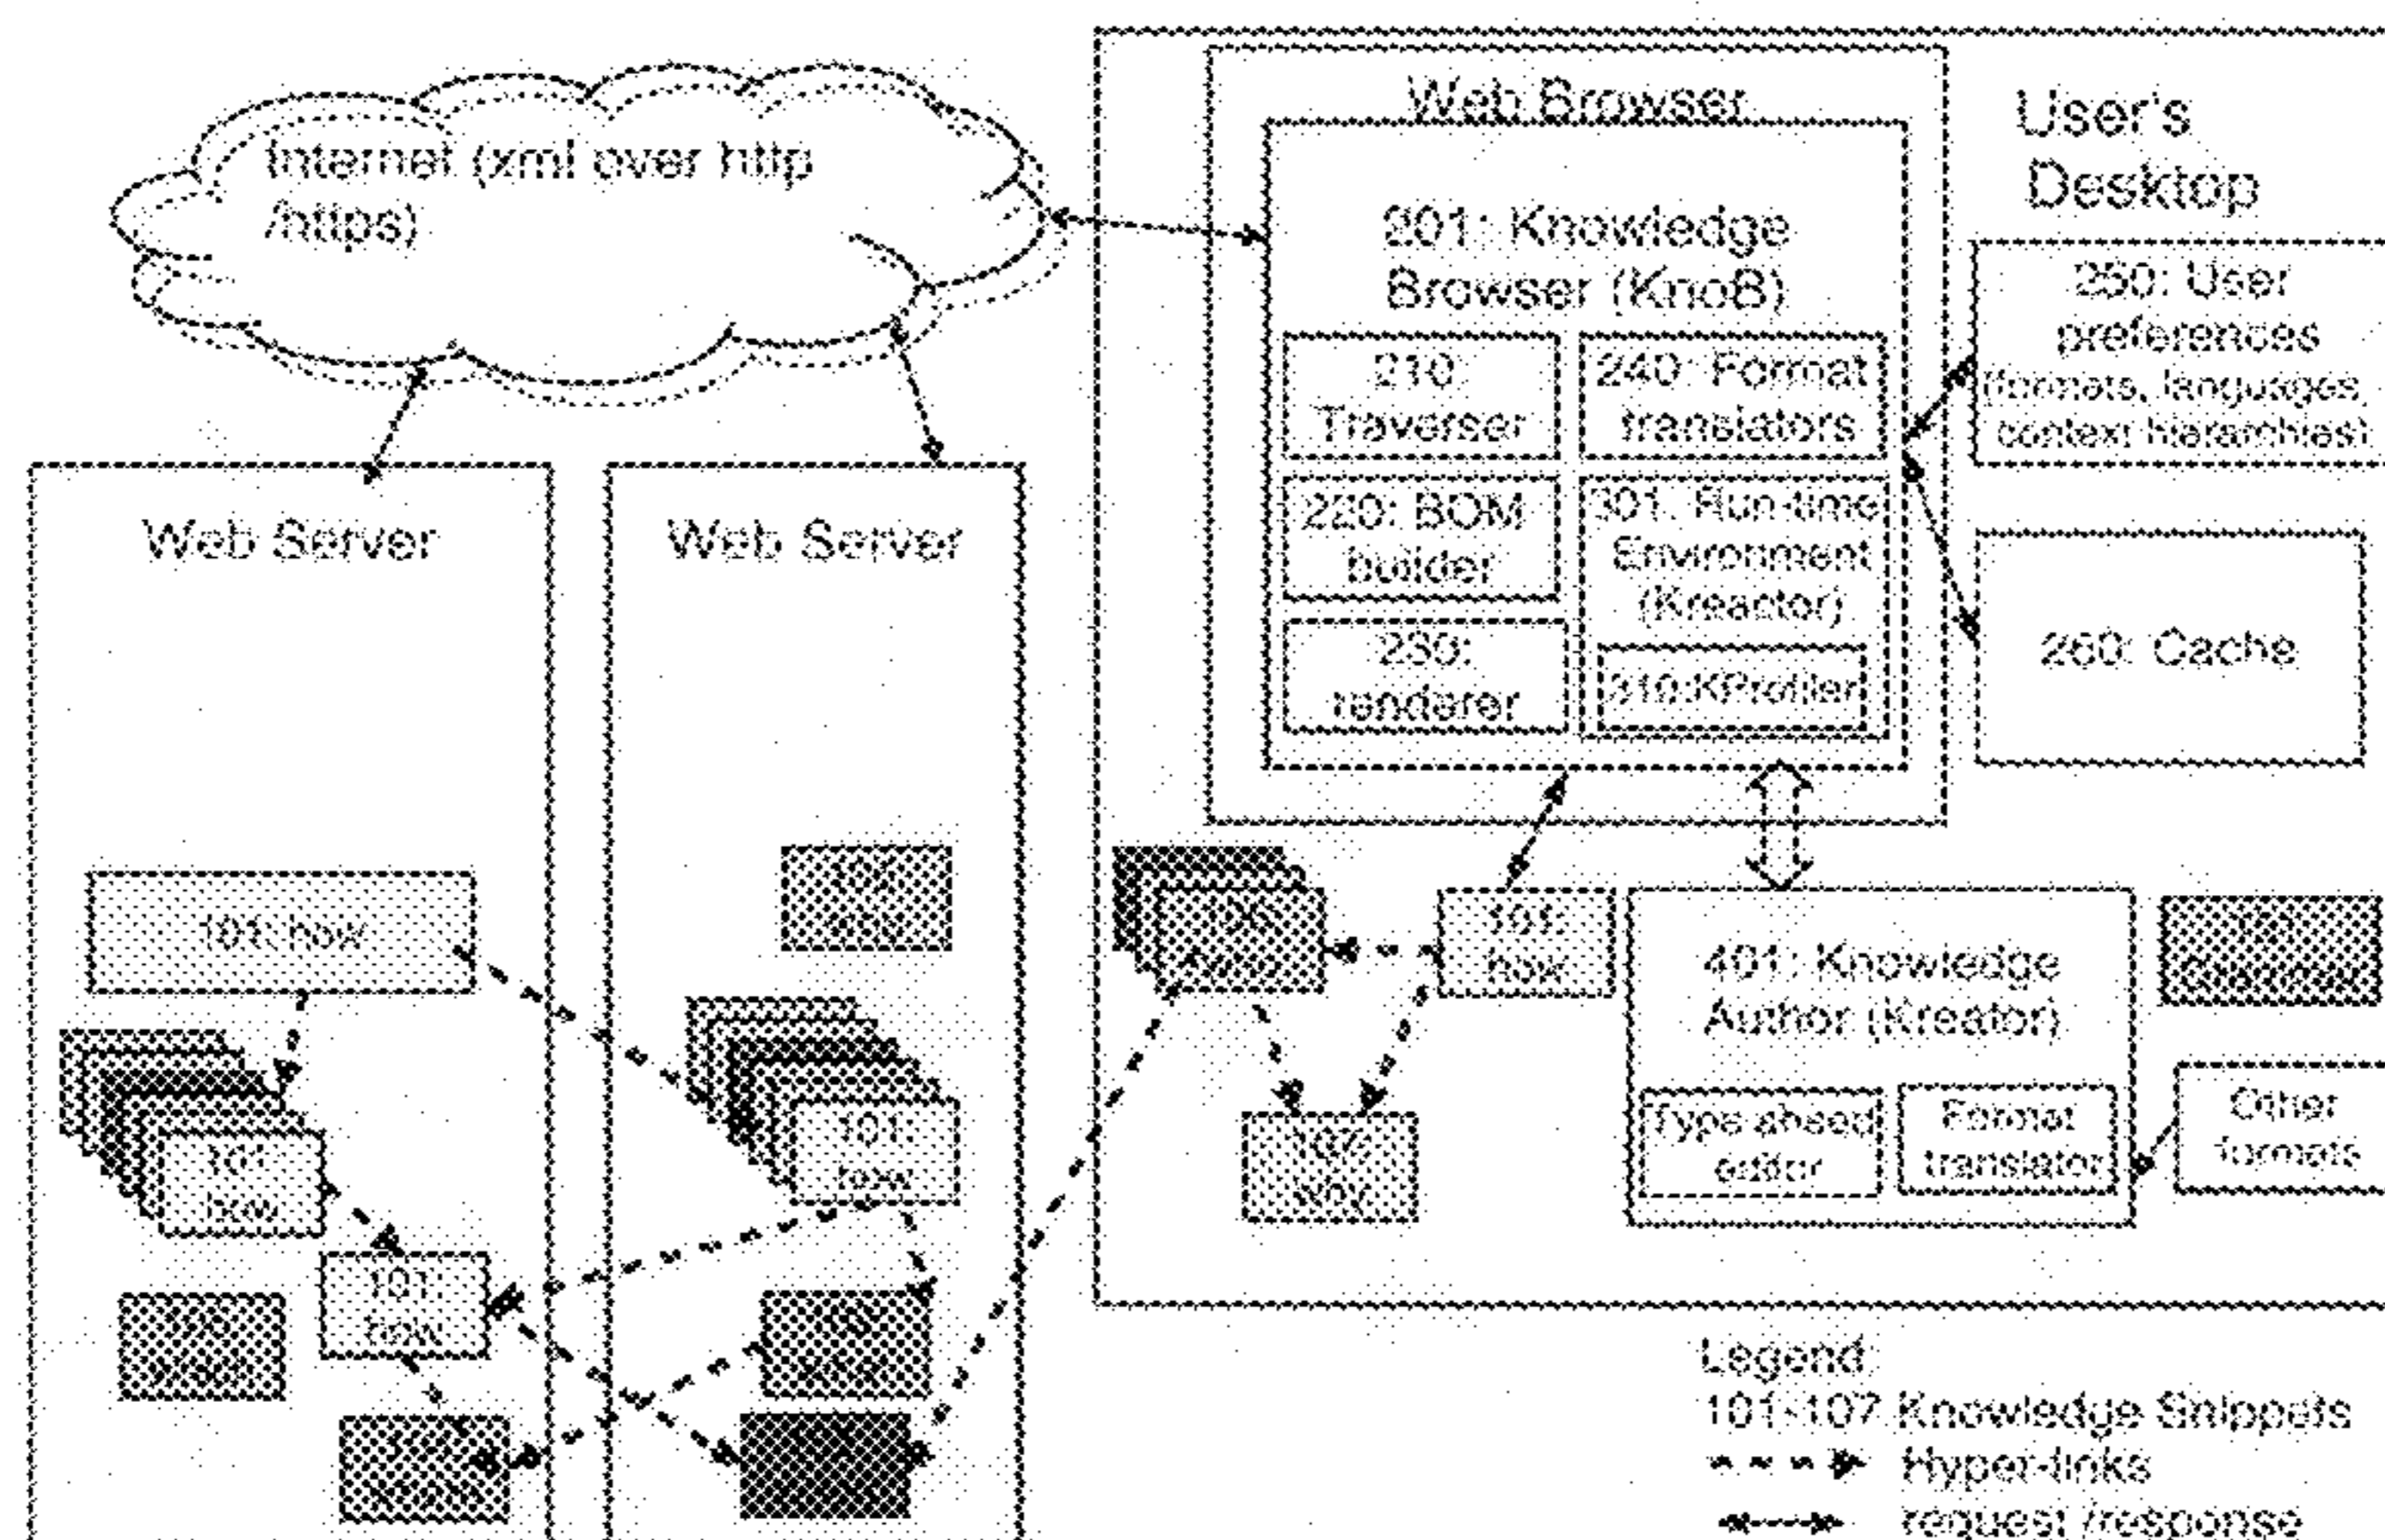 Internet (xml over http
/https)
Web Server
101: how
101:
how
101:
how
Web Server
101:
how
Web Browser
201: Knowledge
Browser (KnoB)
210:
Traverser
240: Format
translators
220: BOM
builder
301: Run-time
Environment
(Kreactor)
230:
renderer
310:KProfiler
User's
Desktop
250: User
preferences
(formats, languages,
context hierarchies)
260: Cache
101:
how
107:
why
401: Knowledge
Author (Kreator)
Type ahead
editor
Format
translator
Other
formats
Legend
101-107 Knowledge Snippets
Hyper-links
request /response